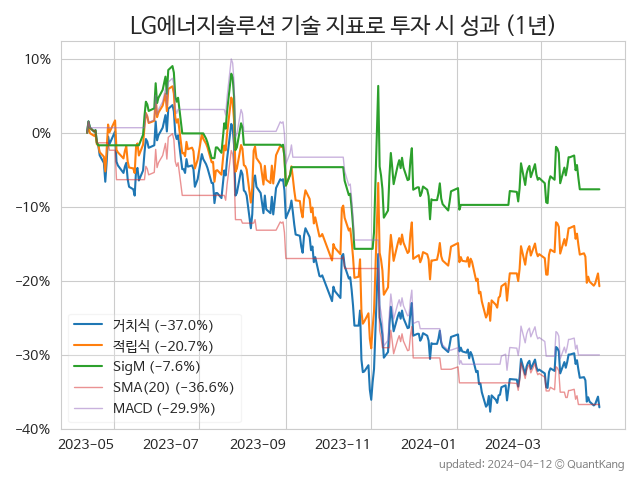 LG에너지솔루션 기술 지표로 투자 시 성과 (1년)
10%
0%
−10%
−20%
−30%
−40%
거치식 (−37.0%)
적립식 (−20.7%)
SigM (−7.6%)
SMA(20) (−36.6%)
MACD (−29.9%)
2023-05 2023-07 2023-09 2023-11 2024-01 2024-03
updated: 2024-04-12 © QuantKang